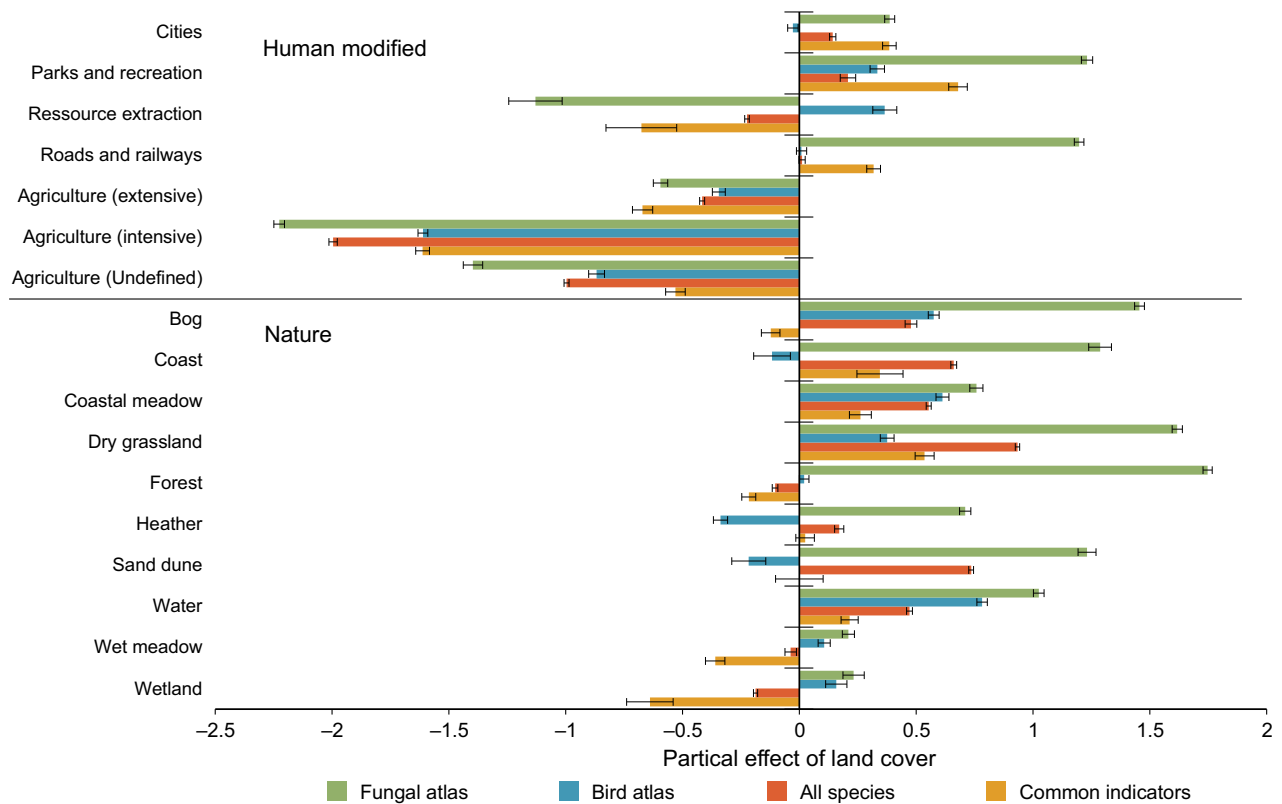 Cities
Human modified
Parks and recreation
Ressource extraction
Roads and railways
Agriculture (extensive)
Agriculture (intensive)
Agriculture (Undefined)
Bog
Nature
Coast
Coastal meadow
Dry grassland
Forest
Heather
Sand dune
Water
Wet meadow
Wetland
−2.5 −2 −1.5 −1 −0.5 0 0.5 1 1.5 2
Partical effect of land cover
Fungal atlas Bird atlas All species Common indicators